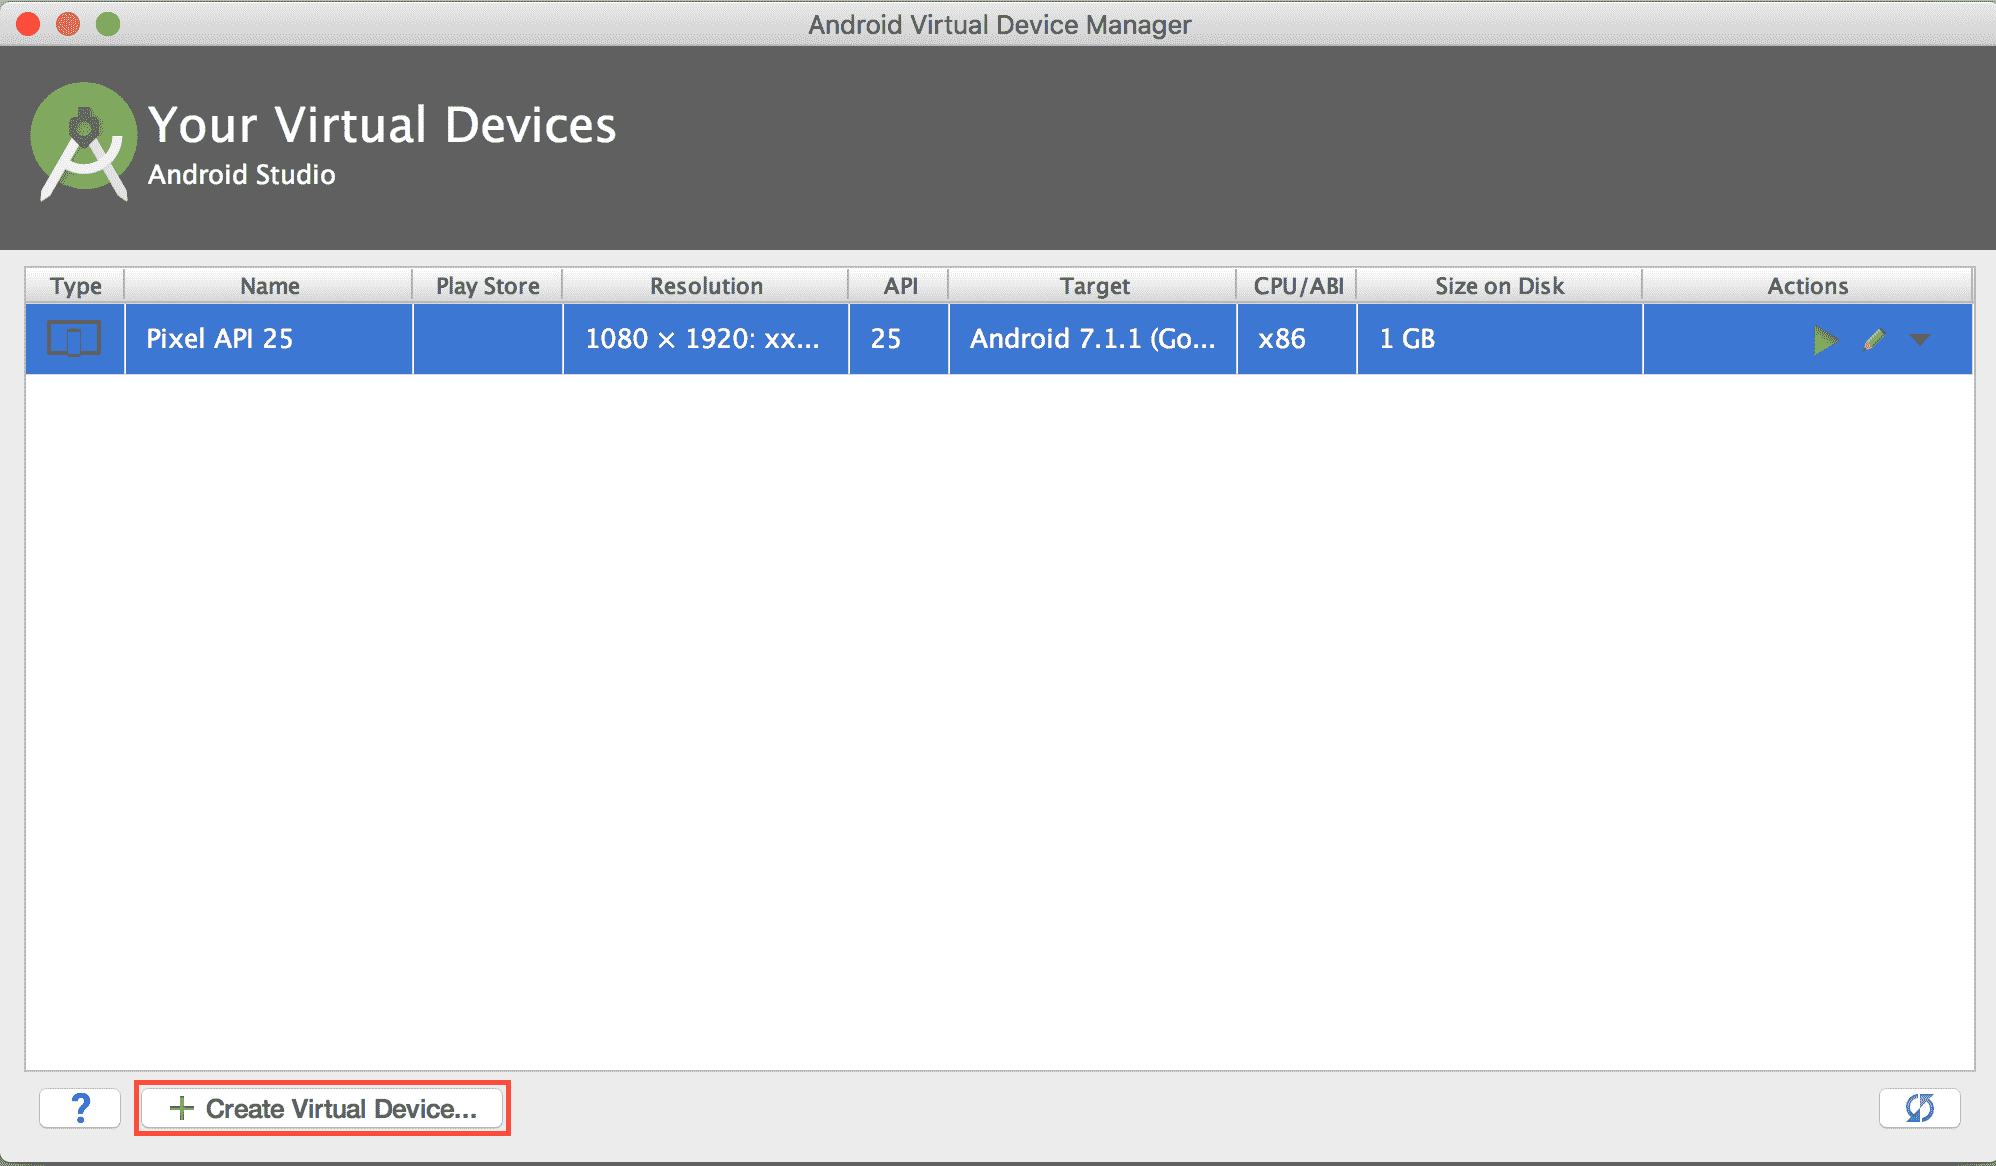 Android Virtual Device Manager
Your Virtual Devices
Android Studio
Type Name Play Store Resolution API Target CPU/ABI Size on Disk Actions
Pixel API 25 1080 × 1920: xx... 25 Android 7.1.1 (Go... x86 1 GB
? + Create Virtual Device...